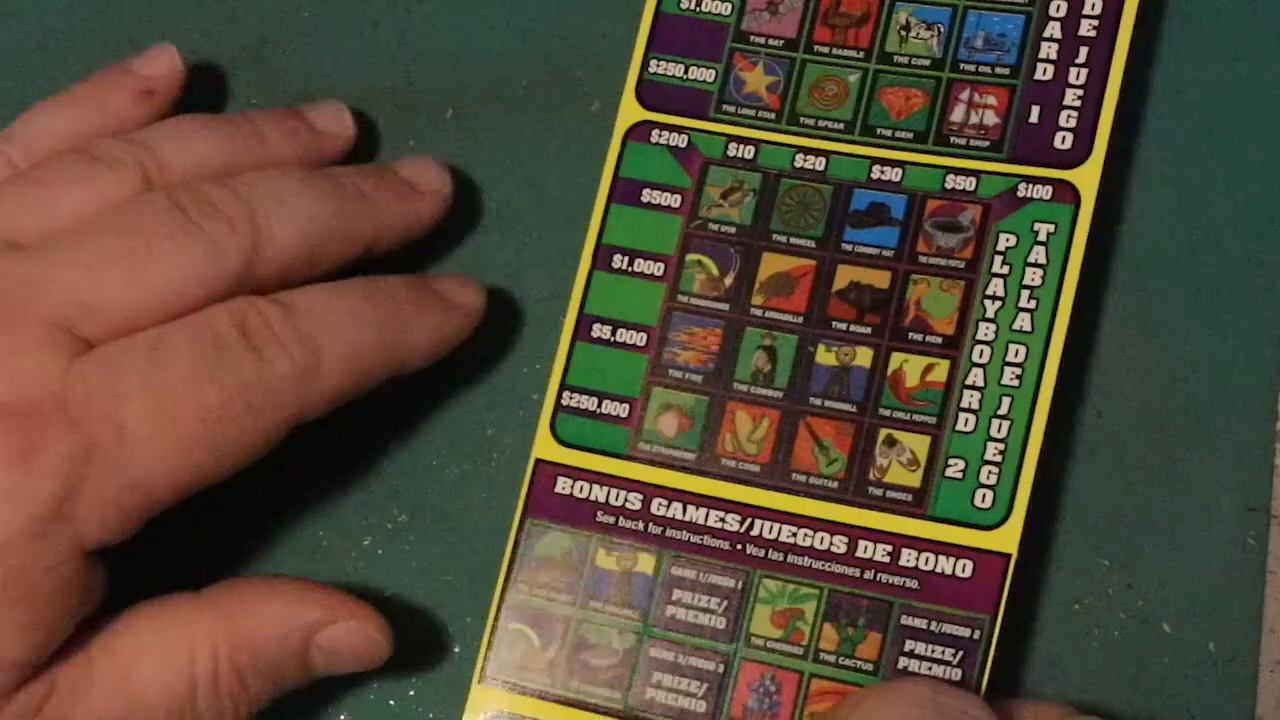 $1,000
THE BAT
THE SADDLE
THE COW
THE OIL RIG
$250,000
THE LONE STAR
THE SPEAR
THE GEM
THE SHIP
DE JUEGO
BOARD 1
$200
$10
$20
$30
$50
$100
$500
THE SPUR
THE WHEEL
THE COWBOY HAT
$1,000
THE ROADRUNNER
THE ARMADILLO
THE BOAR
THE HEN
$5,000
THE FIRE
THE COWBOY
THE WINDMILL
THE CHILE PEPPER
$250,000
THE STRAWBERRY
THE CORN
THE GUITAR
THE SHOES
TABLA DE JUEGO
PLAYBOARD 2
BONUS GAMES/JUEGOS DE BONO
See back for instructions. • Vea las instrucciones al reverso.
GAME 1/JUEGO 1
PRIZE/
PREMIO
THE CHERRIES
THE CACTUS
GAME 2/JUEGO 2
PRIZE/
PREMIO
GAME 3/JUEGO 3
PRIZE/
PREMIO